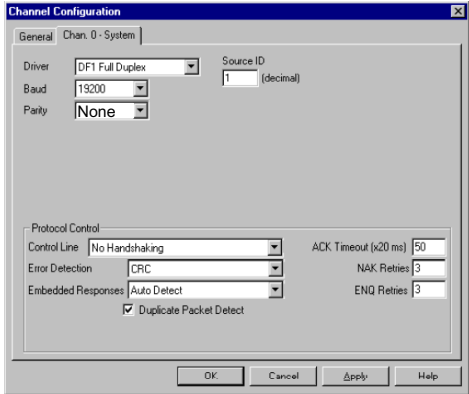 Channel Configuration
General Chan. 0 - System
Driver DF1 Full Duplex Source ID
1 (decimal)
Baud 19200
Parity None
Protocol Control
Control Line No Handshaking ACK Timeout (x20 ms) 50
Error Detection CRC NAK Retries 3
Embedded Responses Auto Detect ENQ Retries 3
Duplicate Packet Detect
OK Cancel Apply Help